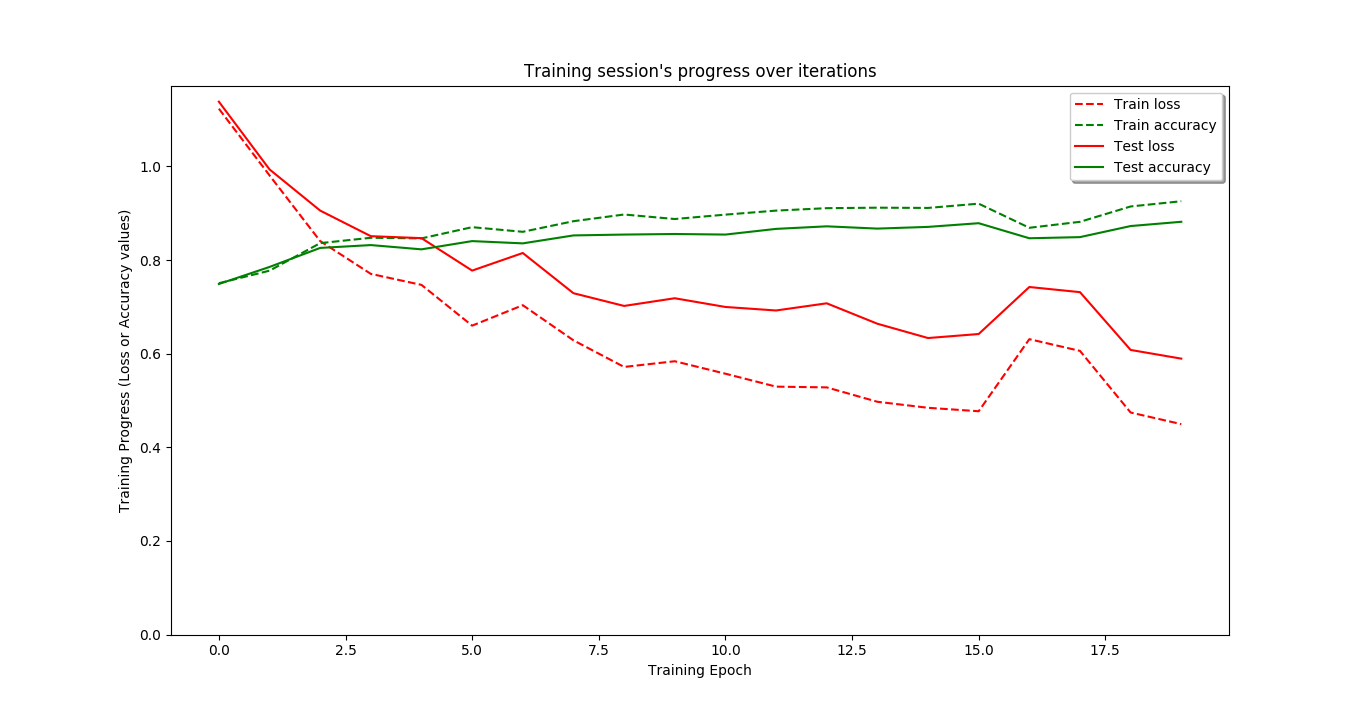 Training session's progress over iterations
Train loss
Train accuracy
Test loss
Test accuracy
Training Progress (Loss or Accuracy values)
1.0
0.8
0.6
0.4
0.2
0.0
0.0 2.5 5.0 7.5 10.0 12.5 15.0 17.5
Training Epoch